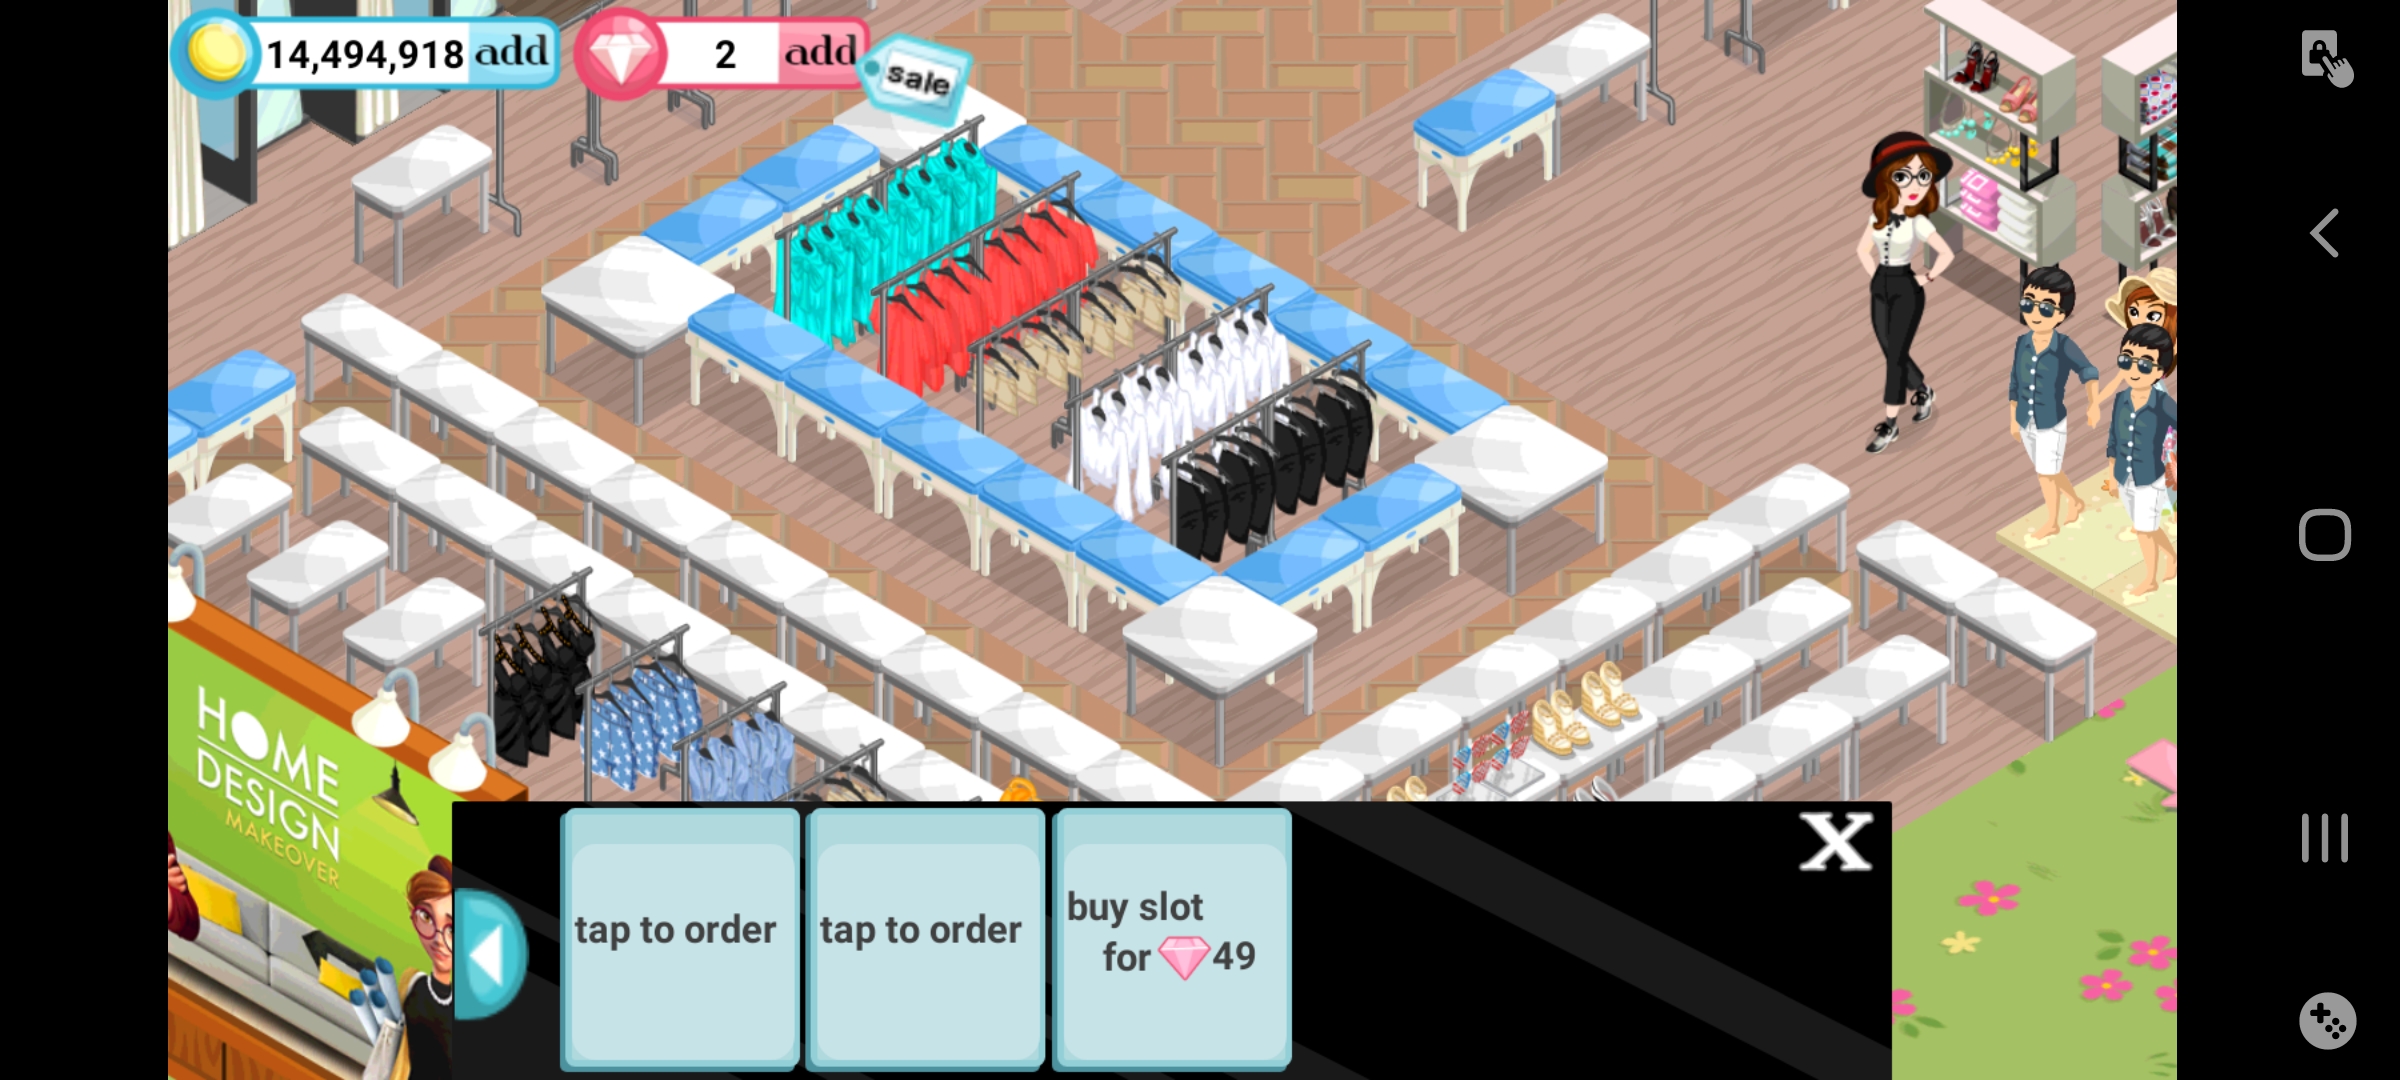 14,494,918 add
2 add
sale
HOME
DESIGN
MAKEOVER
tap to order
tap to order
buy slot
for 49
X